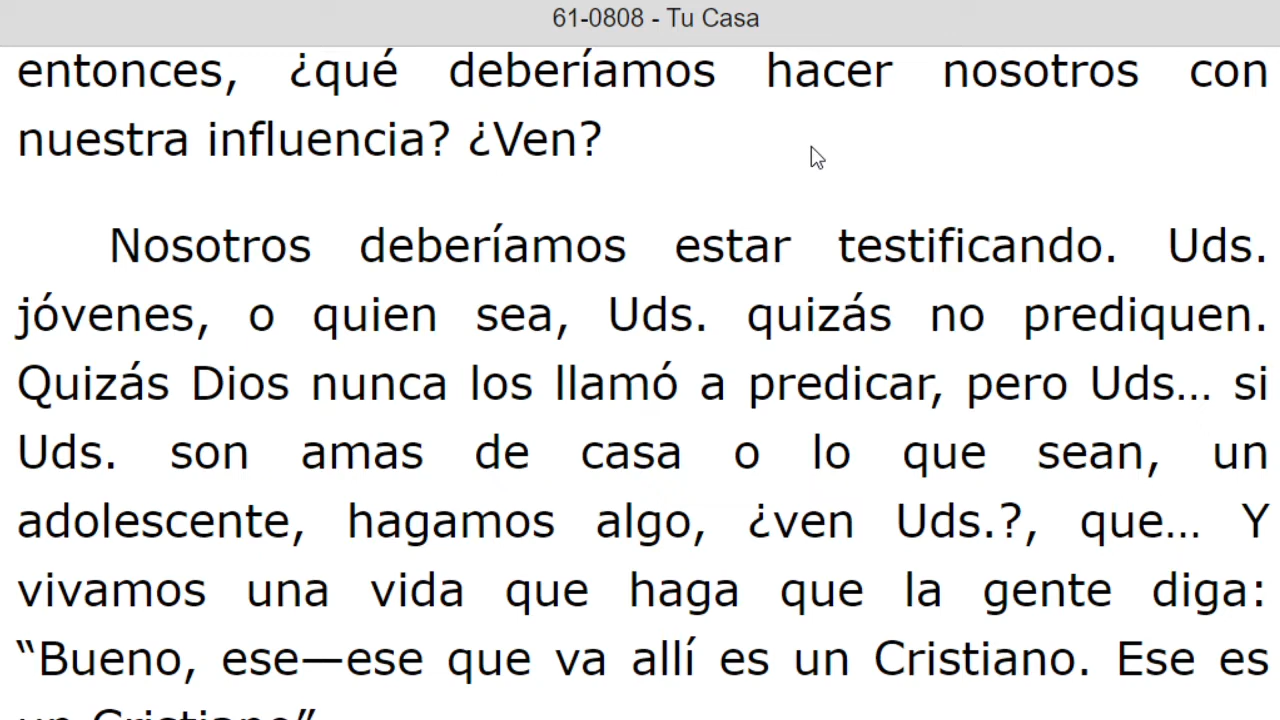 61-0808 - Tu Casa
entonces, ¿qué deberíamos hacer nosotros con
nuestra influencia? ¿Ven?
Nosotros deberíamos estar testificando. Uds.
jóvenes, o quien sea, Uds. quizás no prediquen.
Quizás Dios nunca los llamó a predicar, pero Uds… si
Uds. son amas de casa o lo que sean, un
adolescente, hagamos algo, ¿ven Uds.?, que… Y
vivamos una vida que haga que la gente diga:
“Bueno, ese—ese que va allí es un Cristiano. Ese es
un Cristiano”